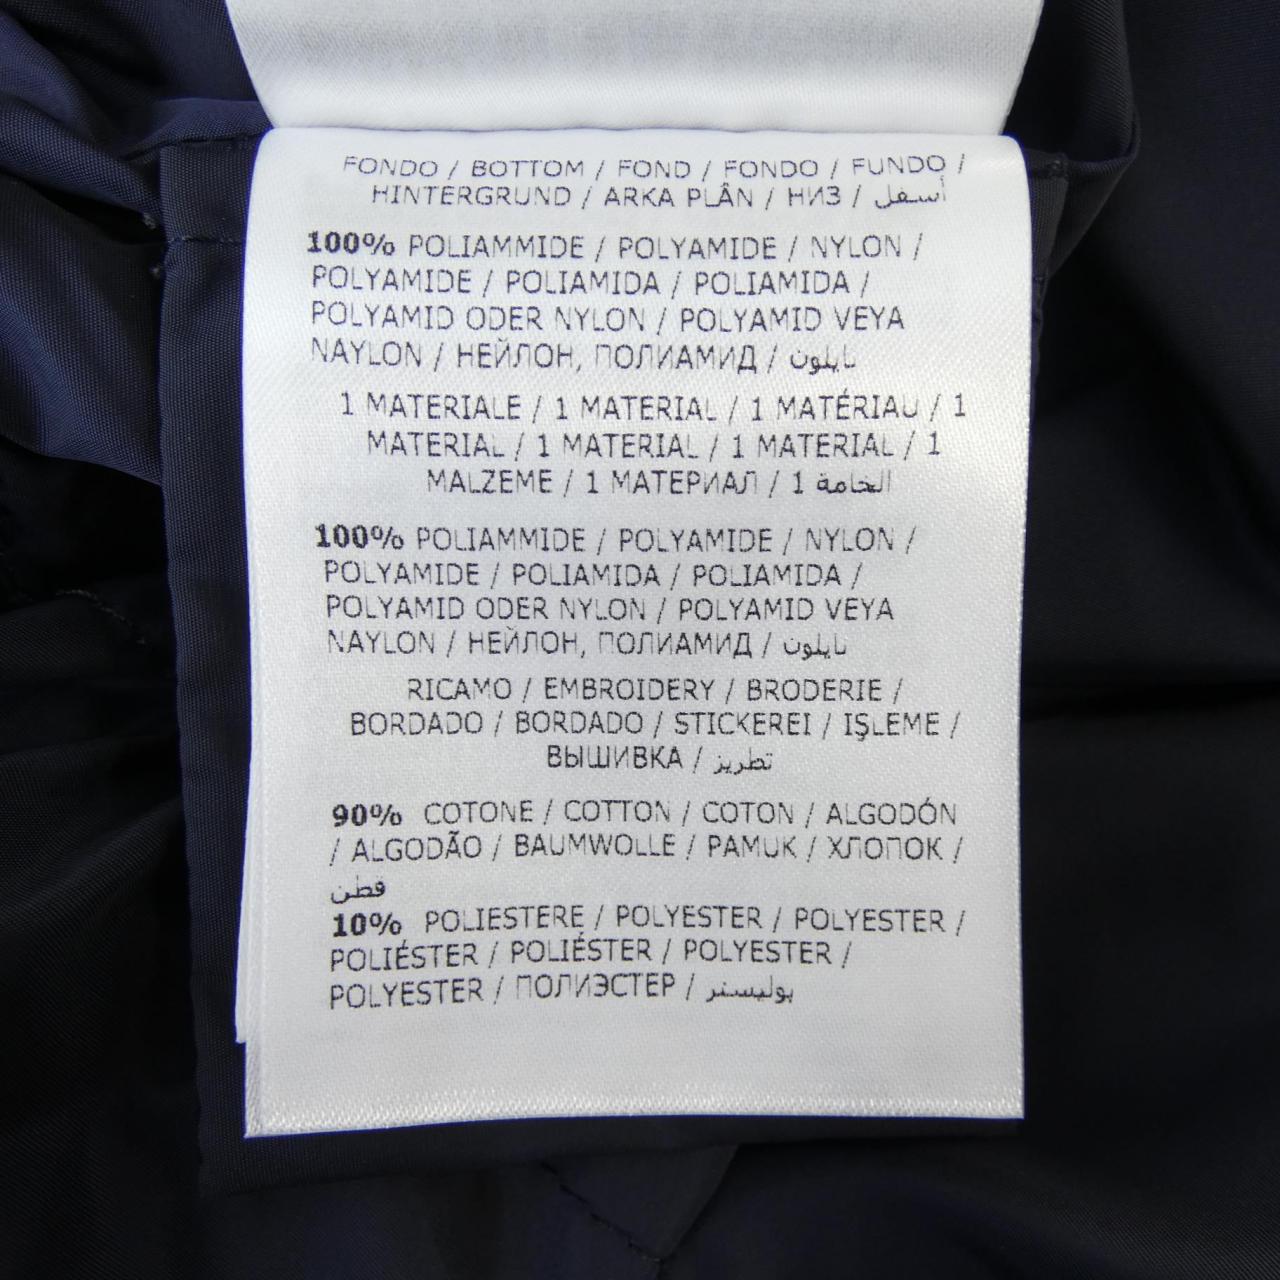 FONDO / BOTTOM / FOND / FONDO / FUNDO /
HINTERGRUND / ARKA PLÂN / НИЗ / أسفل
100% POLIAMMIDE / POLYAMIDE / NYLON /
POLYAMIDE / POLIAMIDA / POLIAMIDA /
POLYAMID ODER NYLON / POLYAMID VEYA
NAYLON / НЕЙЛОН, ПОЛИАМИД / نايلون
1 MATERIALE / 1 MATERIAL / 1 MATÉRIAU / 1
MATERIAL / 1 MATERIAL / 1 MATERIAL / 1
MALZEME / 1 МАТЕРИАЛ / 1 الخامة
100% POLIAMMIDE / POLYAMIDE / NYLON /
POLYAMIDE / POLIAMIDA / POLIAMIDA /
POLYAMID ODER NYLON / POLYAMID VEYA
NAYLON / НЕЙЛОН, ПОЛИАМИД / نايلون
RICAMO / EMBROIDERY / BRODERIE /
BORDADO / BORDADO / STICKEREI / IŞLEME /
ВЫШИВКА / تطريز
90% COTONE / COTTON / COTON / ALGODÓN
/ ALGODÃO / BAUMWOLLE / PAMUK / ХЛОПОК /
قطن
10% POLIESTERE / POLYESTER / POLYESTER /
POLIÉSTER / POLIÉSTER / POLYESTER /
POLYESTER / ПОЛИЭСТЕР / بوليستر